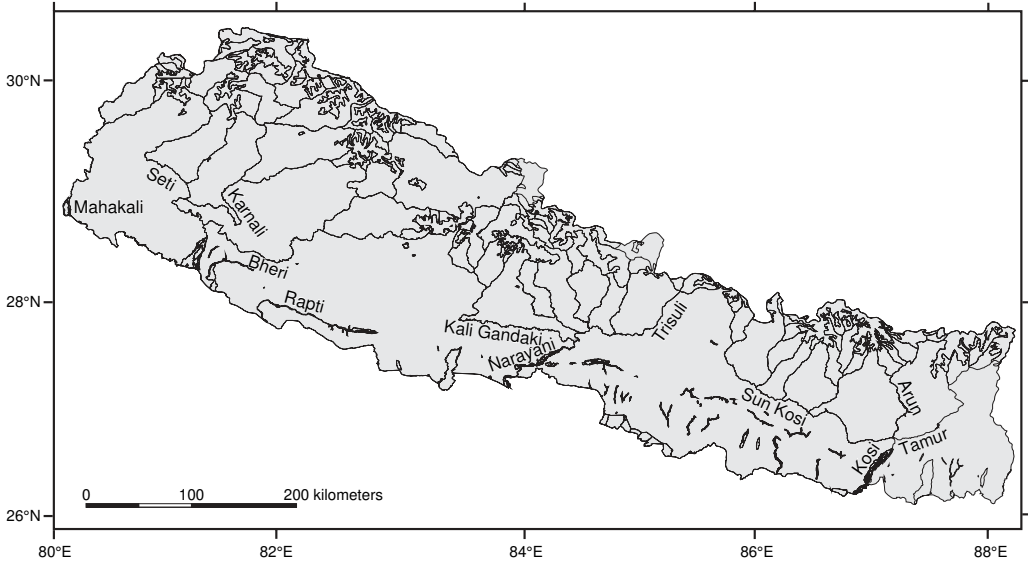 30°N
Seti
Mahakali
Karnali
Bheri
28°N
Rapti
Trisuli
Kali Gandaki
Narayani
Sun Kosi
Arun
Tamur
Kosi
0 100 200 kilometers
26°N
80°E 82°E 84°E 86°E 88°E